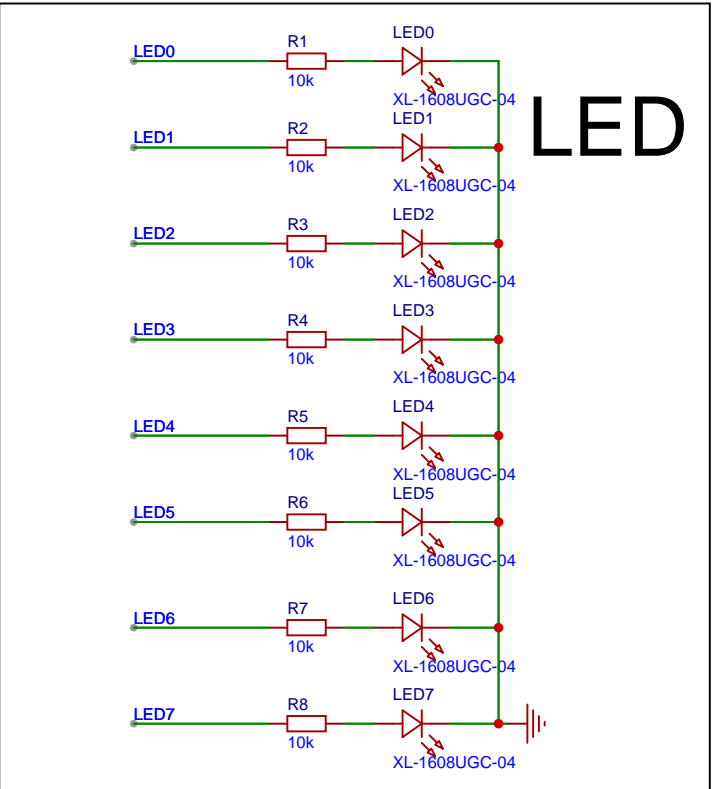 LED0
R1
LED0
10k
XL-1608UGC-04
LED
LED1
R2
LED1
10k
XL-1608UGC-04
LED2
R3
LED2
10k
XL-1608UGC-04
LED3
R4
LED3
10k
XL-1608UGC-04
LED4
R5
LED4
10k
XL-1608UGC-04
LED5
R6
LED5
10k
XL-1608UGC-04
LED6
R7
LED6
10k
XL-1608UGC-04
LED7
R8
LED7
10k
XL-1608UGC-04